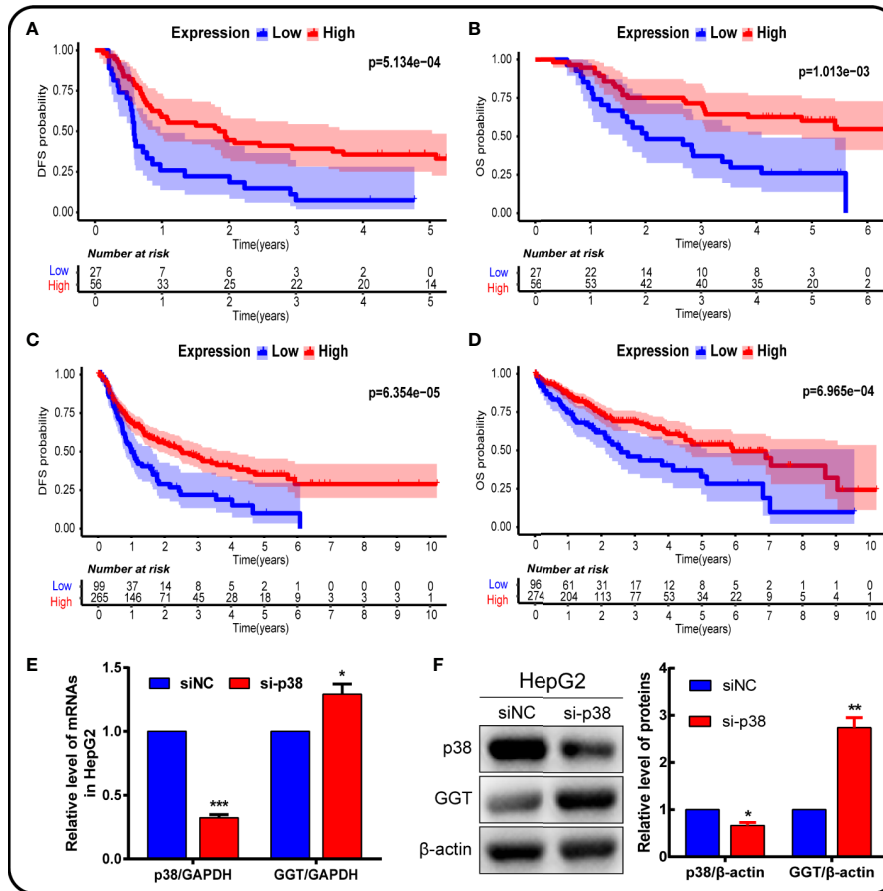 A
Expression Low High
p=5.134e−04
DFS probability
1.00
0.75
0.50
0.25
0.00
0 1 2 3 4 5
Time(years)
Number at risk
Low 27 7 6 3 2 0
High 56 33 25 22 20 14
0 1 2 3 4 5
Time(years)
B
Expression Low High
p=1.013e−03
OS probability
1.00
0.75
0.50
0.25
0.00
0 1 2 3 4 5 6
Time(years)
Number at risk
Low 27 22 14 10 8 3 0
High 56 53 42 40 35 20 2
0 1 2 3 4 5 6
Time(years)
C
Expression Low High
p=6.354e−05
DFS probability
1.00
0.75
0.50
0.25
0.00
0 1 2 3 4 5 6 7 8 9 10
Time(years)
Number at risk
Low 99 37 14 8 5 2 1 0 0 0 0
High 265 146 71 45 28 18 9 3 3 3 1
0 1 2 3 4 5 6 7 8 9 10
Time(years)
D
Expression Low High
p=6.965e−04
OS probability
1.00
0.75
0.50
0.25
0.00
0 1 2 3 4 5 6 7 8 9 10
Time(years)
Number at risk
Low 96 61 31 17 12 8 5 2 1 1 0
High 274 204 113 77 53 34 22 9 5 4 1
0 1 2 3 4 5 6 7 8 9 10
Time(years)
E
Relative level of mRNAs
in HepG2
siNC si-p38
1.5
1.0
0.5
0.0
***
*
p38/GAPDH GGT/GAPDH
F
HepG2
siNC si-p38
p38
GGT
β-actin
Relative level of proteins
siNC
si-p38
4
3
2
1
0
*
**
p38/β-actin GGT/β-actin